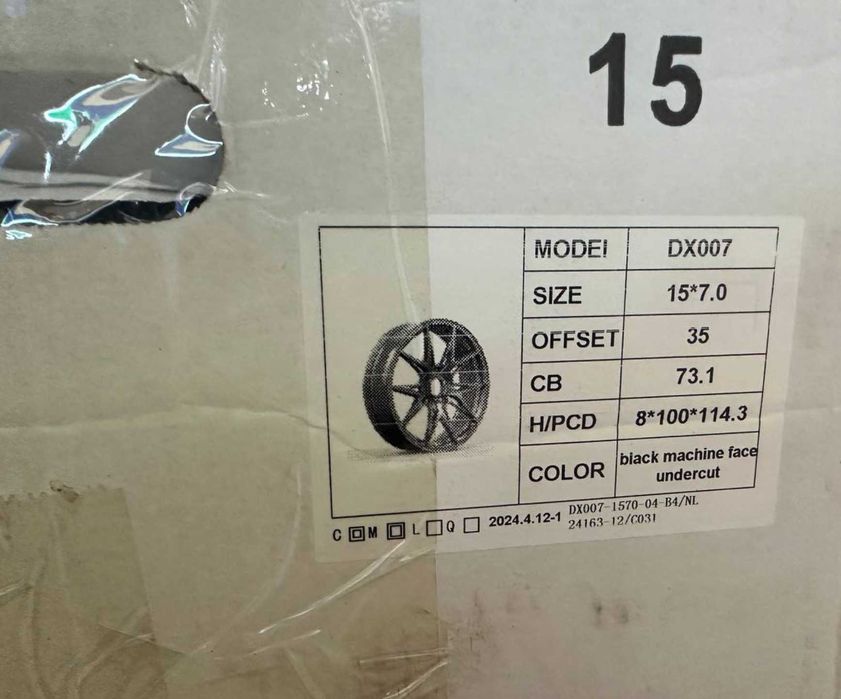 15
MODEl DX007
SIZE 15*7.0
OFFSET 35
CB 73.1
H/PCD 8*100*114.3
COLOR black machine face undercut
C M L Q 2024.4.12-1 DX007-1570-04-B4/NL
24163-12/C031